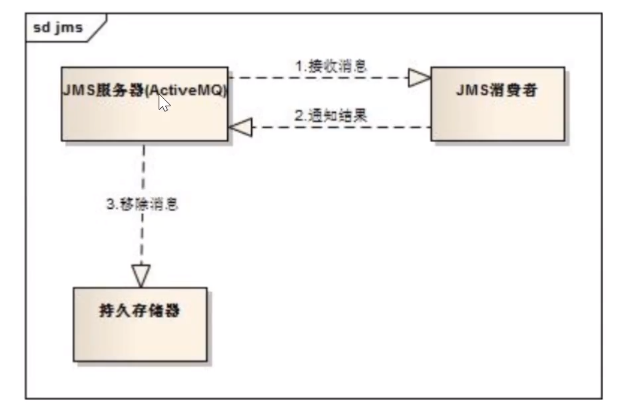 sd jms
1.接收消息
JMS服务器(ActiveMQ)
JMS消费者
2.通知结果
3.移除消息
持久存储器